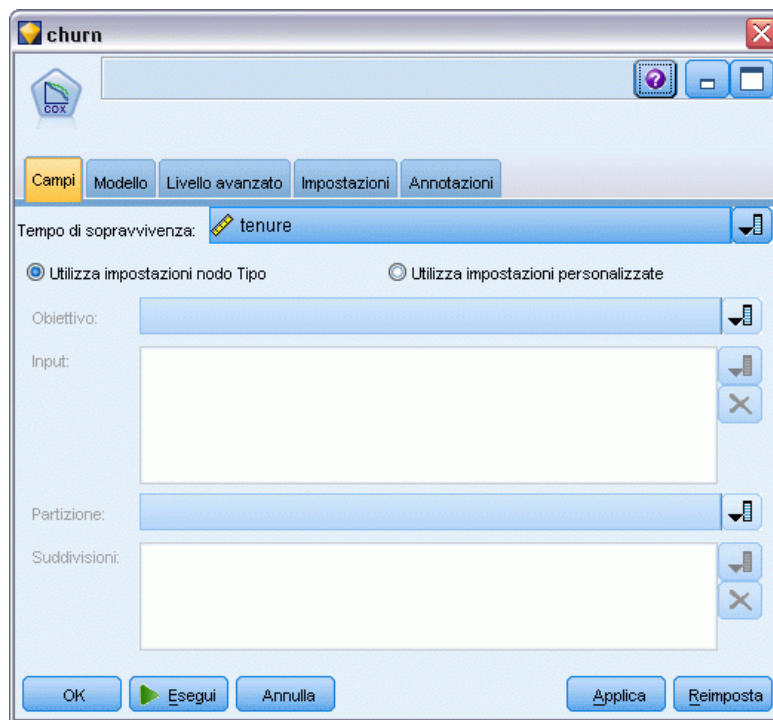 churn
COX
?
Campi Modello Livello avanzato Impostazioni Annotazioni
Tempo di sopravvivenza: tenure
Utilizza impostazioni nodo Tipo Utilizza impostazioni personalizzate
Obiettivo:
Input:
Partizione:
Suddivisioni:
OK Esegui Annulla Applica Reimposta